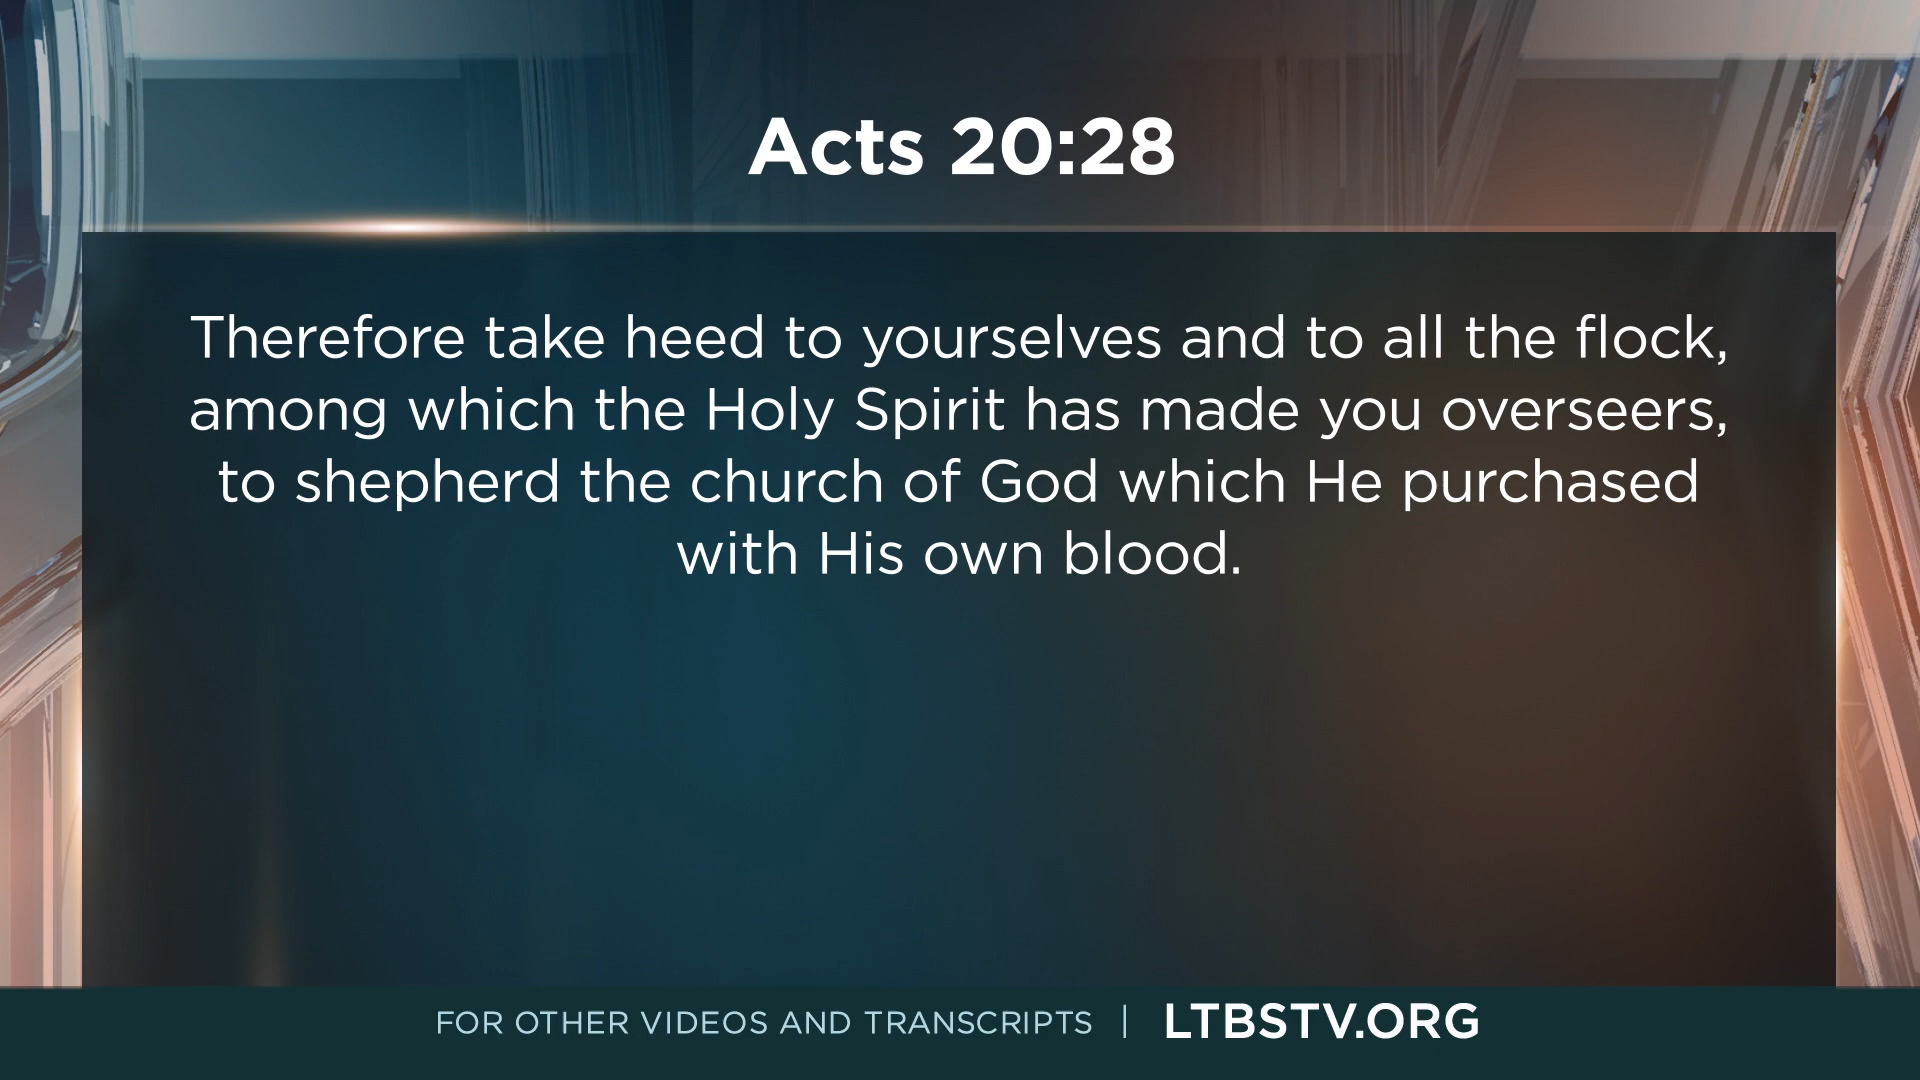 Acts 20:28
Therefore take heed to yourselves and to all the flock,
among which the Holy Spirit has made you overseers,
to shepherd the church of God which He purchased
with His own blood.
FOR OTHER VIDEOS AND TRANSCRIPTS | LTBSTV.ORG